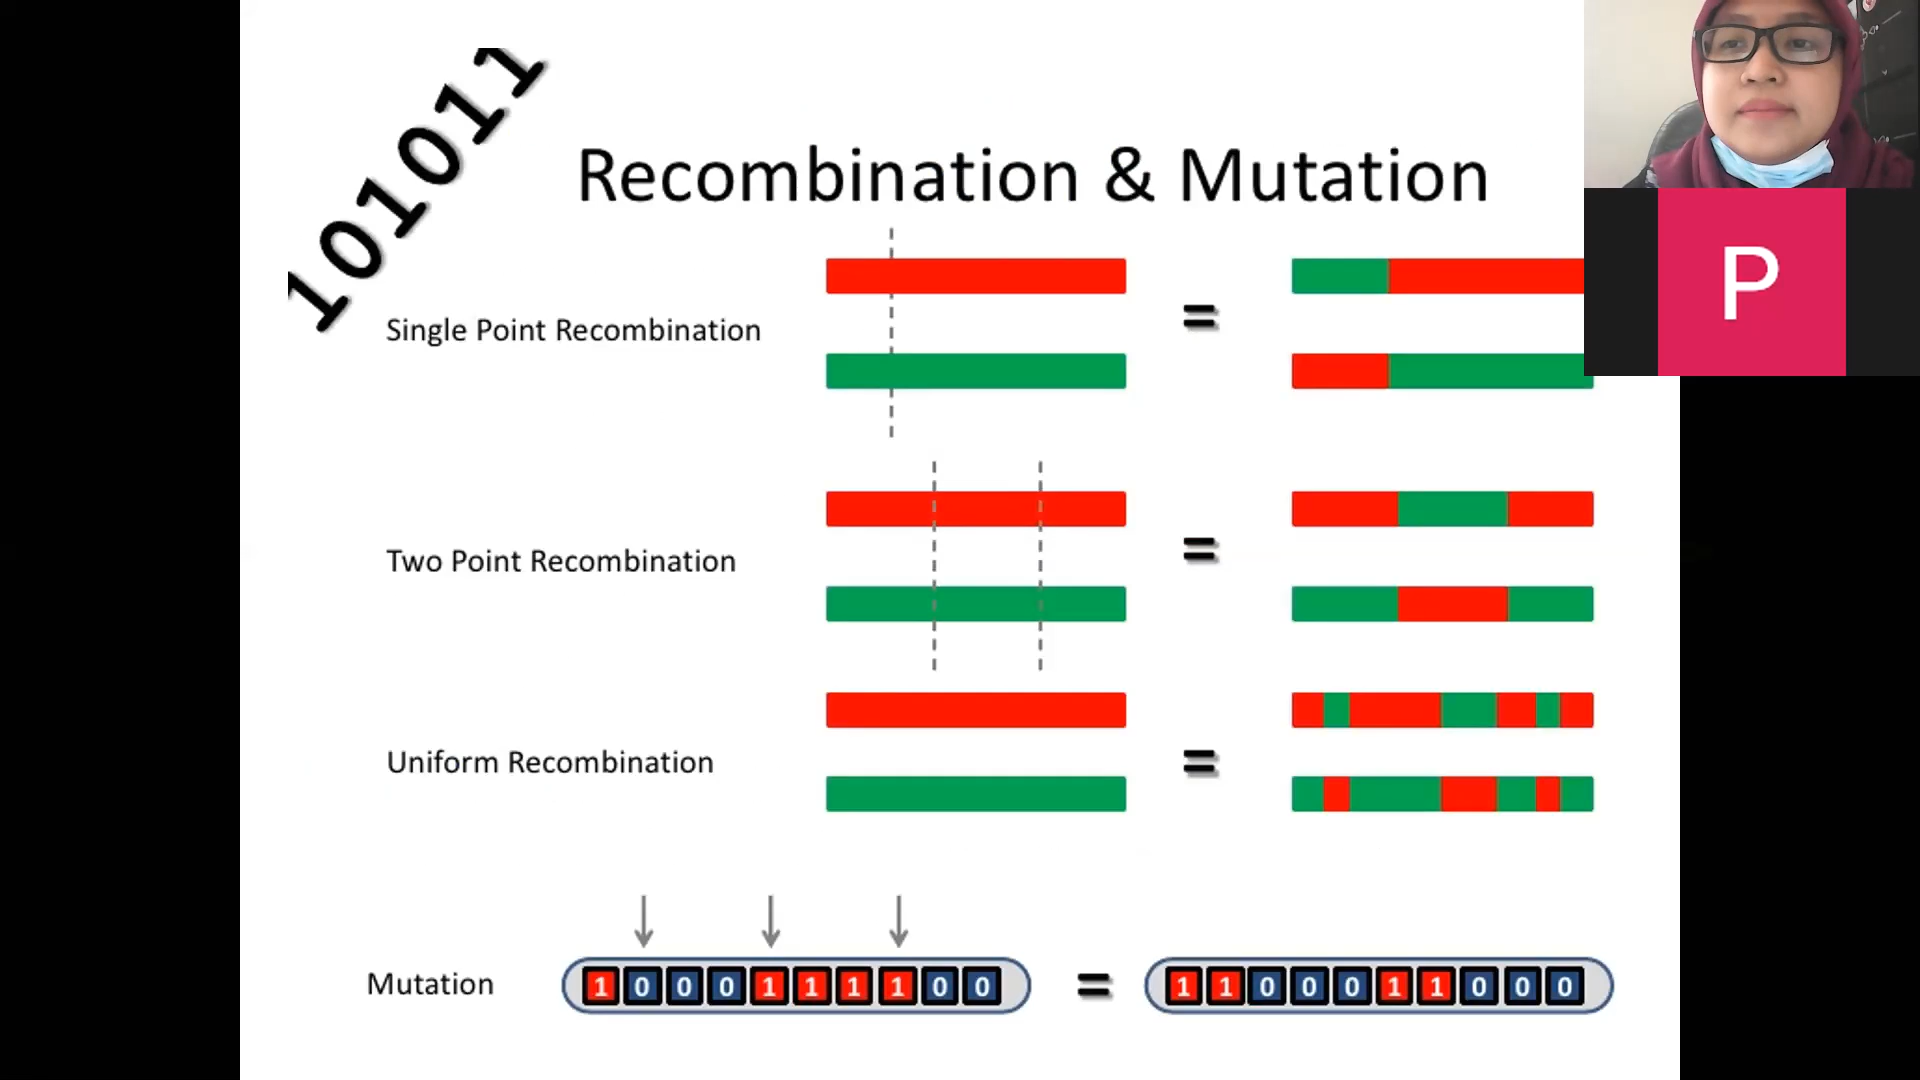 101011
Recombination & Mutation
P
Single Point Recombination
=
Two Point Recombination
=
Uniform Recombination
=
Mutation 1 0 0 0 1 1 1 1 0 0 = 1 1 0 0 0 1 1 0 0 0